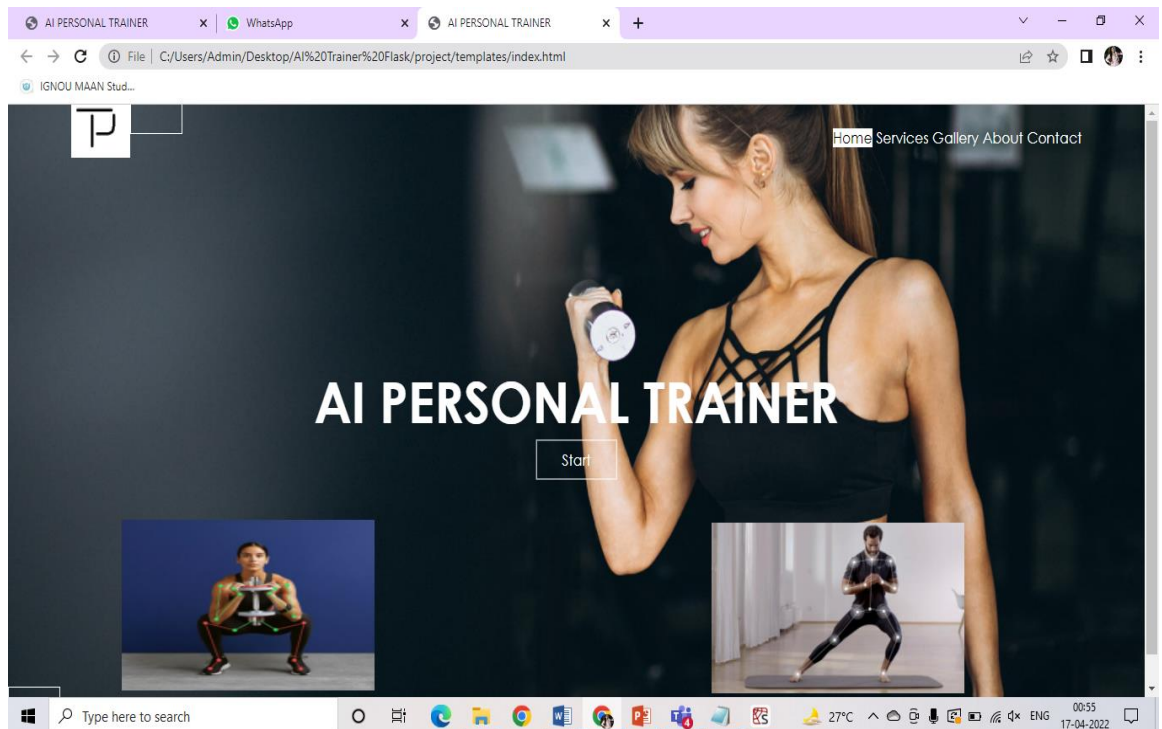 AI PERSONAL TRAINER
WhatsApp
AI PERSONAL TRAINER
File C:/Users/Admin/Desktop/AI%20Trainer%20Flask/project/templates/index.html
IGNOU MAAN Stud...
Home Services Gallery About Contact
AI PERSONAL TRAINER
Start
Type here to search
27°C
ENG
00:55
17-04-2022